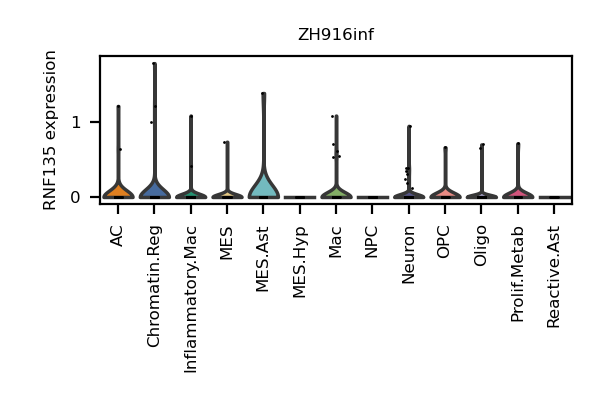 ZH916inf
RNF135 expression
1
0
AC
Chromatin.Reg
Inflammatory.Mac
MES
MES.Ast
MES.Hyp
Mac
NPC
Neuron
OPC
Oligo
Prolif.Metab
Reactive.Ast